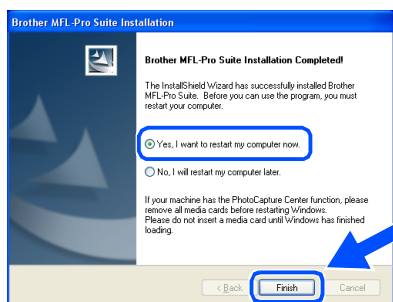 Brother MFL-Pro Suite Installation
Brother MFL-Pro Suite Installation Completed!
The InstallShield Wizard has successfully installed Brother
MFL-Pro Suite. Before you can use the program, you must
restart your computer.
Yes, I want to restart my computer now.
No, I will restart my computer later.
If your machine has the PhotoCapture Center function, please
remove all media cards before restarting Windows.
Please do not insert a media card until Windows has finished
loading.
< Back Finish Cancel